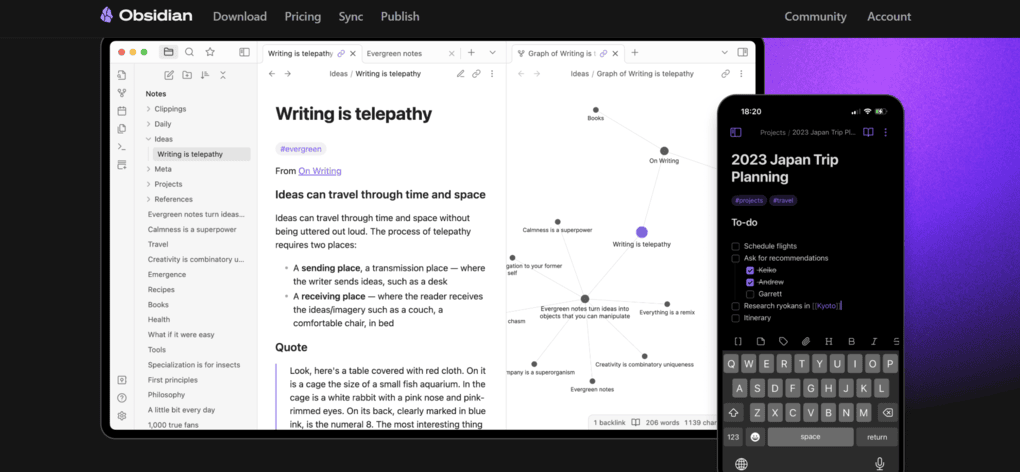 Obsidian Download Pricing Sync Publish Community Account
Writing is telepathy
Evergreen notes
Graph of Writing is t
Notes
Clippings
Daily
Ideas
Writing is telepathy
Meta
Projects
References
Evergreen notes turn ideas...
Calmness is a superpower
Travel
Creativity is combinatory u...
Emergence
Recipes
Books
Health
What if it were easy
Tools
Specialization is for insects
First principles
Philosophy
A little bit every day
1,000 true fans
Ideas / Writing is telepathy
Writing is telepathy
#evergreen
From On Writing
Ideas can travel through time and space
Ideas can travel through time and space without
being uttered out loud. The process of telepathy
requires two places:
A sending place, a transmission place — where
the writer sends ideas, such as a desk
A receiving place — where the reader receives
the ideas/imagery such as a couch, a
comfortable chair, in bed
Quote
Look, here's a table covered with red cloth. On it
is a cage the size of a small fish aquarium. In the
cage is a white rabbit with a pink nose and pink-
rimmed eyes. On its back, clearly marked in blue
ink, is the numeral 8. The most interesting thing
Ideas / Graph of Writing is telepathy
Books
On Writing
Calmness is a superpower
Writing is telepathy
gation to your former
self
Evergreen notes turn ideas into
objects that you can manipulate
Everything is a remix
chasm
Creativity is combinatory uniqueness
mpany is a superorganism
Evergreen notes
1 backlink 206 words 1139 char
18:20
Projects / 2023 Japan Trip Pl...
2023 Japan Trip
Planning
#projects #travel
To-do
Schedule flights
Ask for recommendations
Keiko
Andrew
Garrett
Research ryokans in [[Kyoto]]
Itinerary
H B I S
Q W E R T Y U I O P
A S D F G H J K L
Z X C V B N M
123 space return